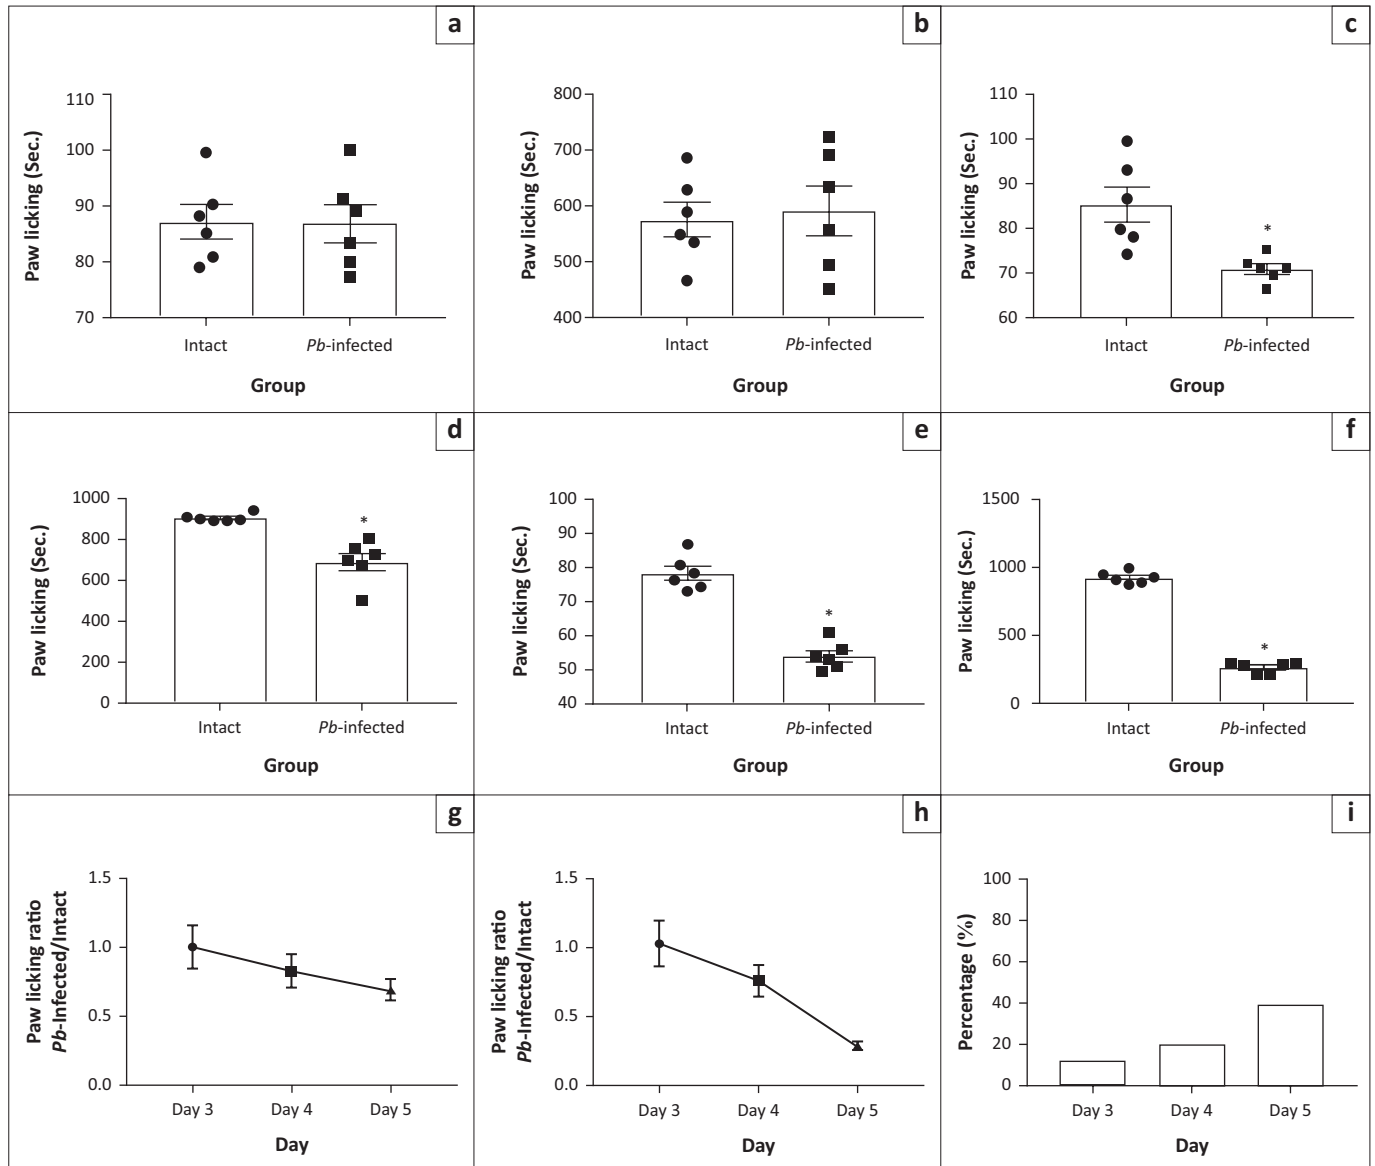 a
Paw licking (Sec.)
110
100
90
80
70
Intact
Pb-infected
Group
b
Paw licking (Sec.)
800
700
600
500
400
Intact
Pb-infected
Group
c
Paw licking (Sec.)
110
100
90
80
70
60
*
Intact
Pb-infected
Group
d
Paw licking (Sec.)
1000
800
600
400
200
0
*
Intact
Pb-infected
Group
e
Paw licking (Sec.)
100
90
80
70
60
50
40
*
Intact
Pb-infected
Group
f
Paw licking (Sec.)
1500
1000
500
0
*
Intact
Pb-infected
Group
g
Paw licking ratio
Pb-Infected/Intact
1.5
1.0
0.5
0.0
Day 3
Day 4
Day 5
Day
h
Paw licking ratio
Pb-Infected/Intact
1.5
1.0
0.5
0.0
Day 3
Day 4
Day 5
Day
i
Percentage (%)
100
80
60
40
20
0
Day 3
Day 4
Day 5
Day